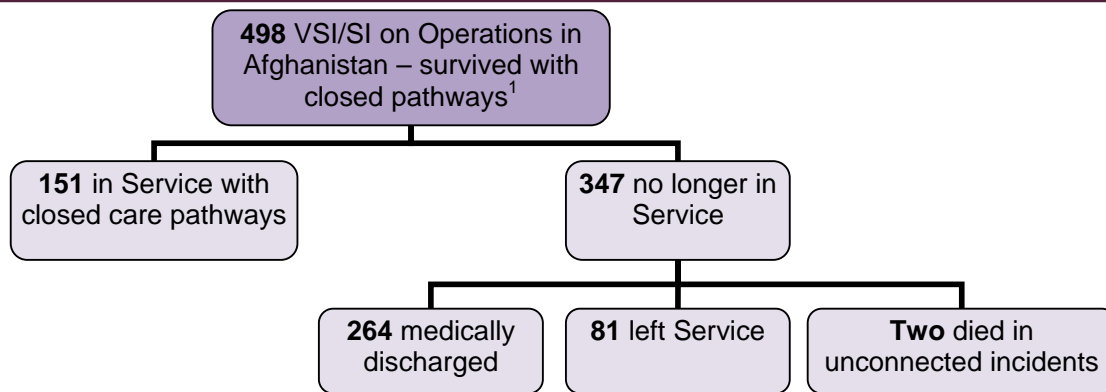 498 VSI/SI on Operations in
Afghanistan – survived with
closed pathways1
151 in Service with
closed care pathways
347 no longer in
Service
264 medically
discharged
81 left Service
Two died in
unconnected incidents